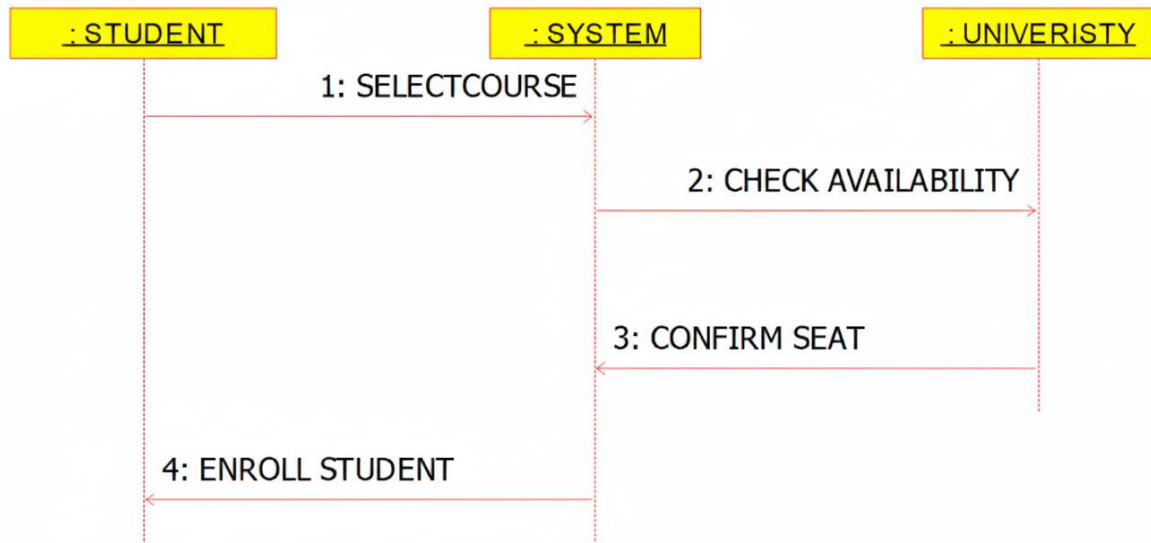 : STUDENT
: SYSTEM
: UNIVERISTY
1: SELECTCOURSE
2: CHECK AVAILABILITY
3: CONFIRM SEAT
4: ENROLL STUDENT